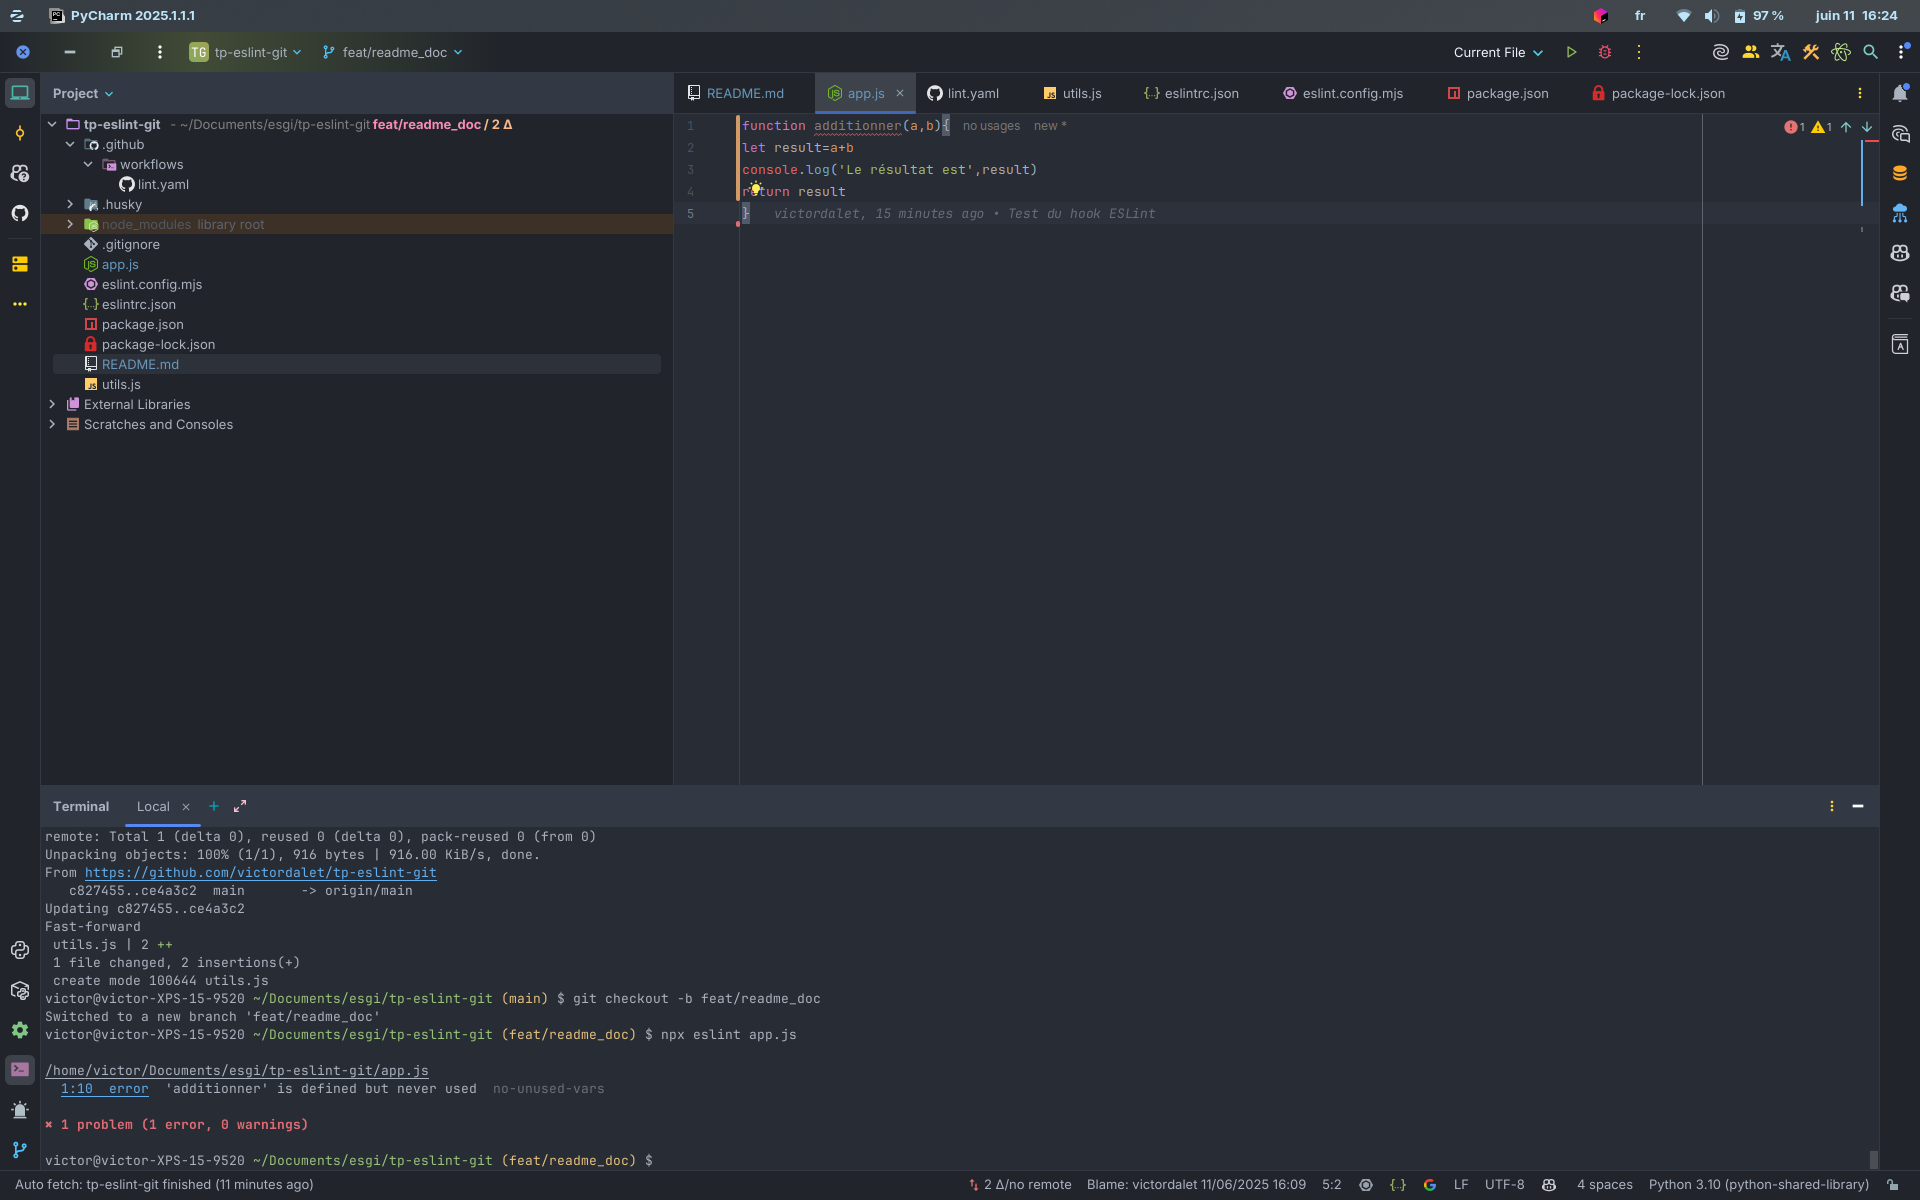 PyCharm 2025.1.1.1
fr
97 %
juin 11 16:24
TG tp-eslint-git
feat/readme_doc
Current File
Project
README.md
app.js
lint.yaml
utils.js
eslintrc.json
eslint.config.mjs
package.json
package-lock.json
tp-eslint-git - ~/Documents/esgi/tp-eslint-git feat/readme_doc / 2 Δ
.github
workflows
lint.yaml
.husky
node_modules library root
.gitignore
app.js
eslint.config.mjs
eslintrc.json
package.json
package-lock.json
README.md
utils.js
External Libraries
Scratches and Consoles
1 function additionner(a,b){ no usages new *
2 let result=a+b
3 console.log('Le résultat est',result)
4 return result
5 } victordalet, 15 minutes ago • Test du hook ESLint
1 1
Terminal
Local
remote: Total 1 (delta 0), reused 0 (delta 0), pack-reused 0 (from 0)
Unpacking objects: 100% (1/1), 916 bytes | 916.00 KiB/s, done.
From https://github.com/victordalet/tp-eslint-git
c827455..ce4a3c2 main -> origin/main
Updating c827455..ce4a3c2
Fast-forward
utils.js | 2 ++
1 file changed, 2 insertions(+)
create mode 100644 utils.js
victor@victor-XPS-15-9520 ~/Documents/esgi/tp-eslint-git (main) $ git checkout -b feat/readme_doc
Switched to a new branch 'feat/readme_doc'
victor@victor-XPS-15-9520 ~/Documents/esgi/tp-eslint-git (feat/readme_doc) $ npx eslint app.js
/home/victor/Documents/esgi/tp-eslint-git/app.js
1:10 error 'additionner' is defined but never used no-unused-vars
✖ 1 problem (1 error, 0 warnings)
victor@victor-XPS-15-9520 ~/Documents/esgi/tp-eslint-git (feat/readme_doc) $
Auto fetch: tp-eslint-git finished (11 minutes ago)
2 Δ/no remote
Blame: victordalet 11/06/2025 16:09
5:2
LF
UTF-8
4 spaces
Python 3.10 (python-shared-library)